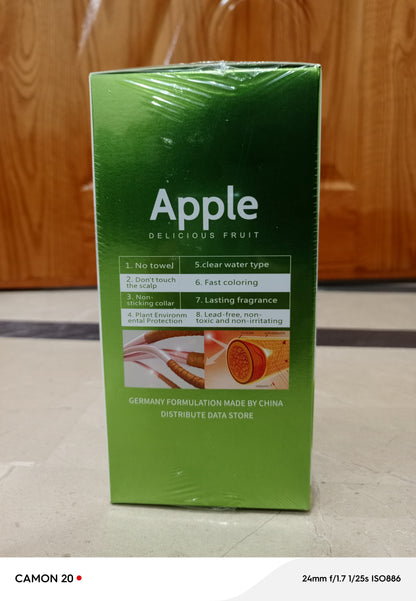 Apple
DELICIOUS FRUIT
1. No towel
5.clear water type
2. Don't touch
the scalp
6. Fast coloring
3. Non-
sticking collar
7. Lasting fragrance
4. Plant Environm
ental Protection
8. Lead-free, non-
toxic and non-irritating
GERMANY FORMULATION MADE BY CHINA
DISTRIBUTE DATA STORE
CAMON 20
24mm f/1.7 1/25s ISO886